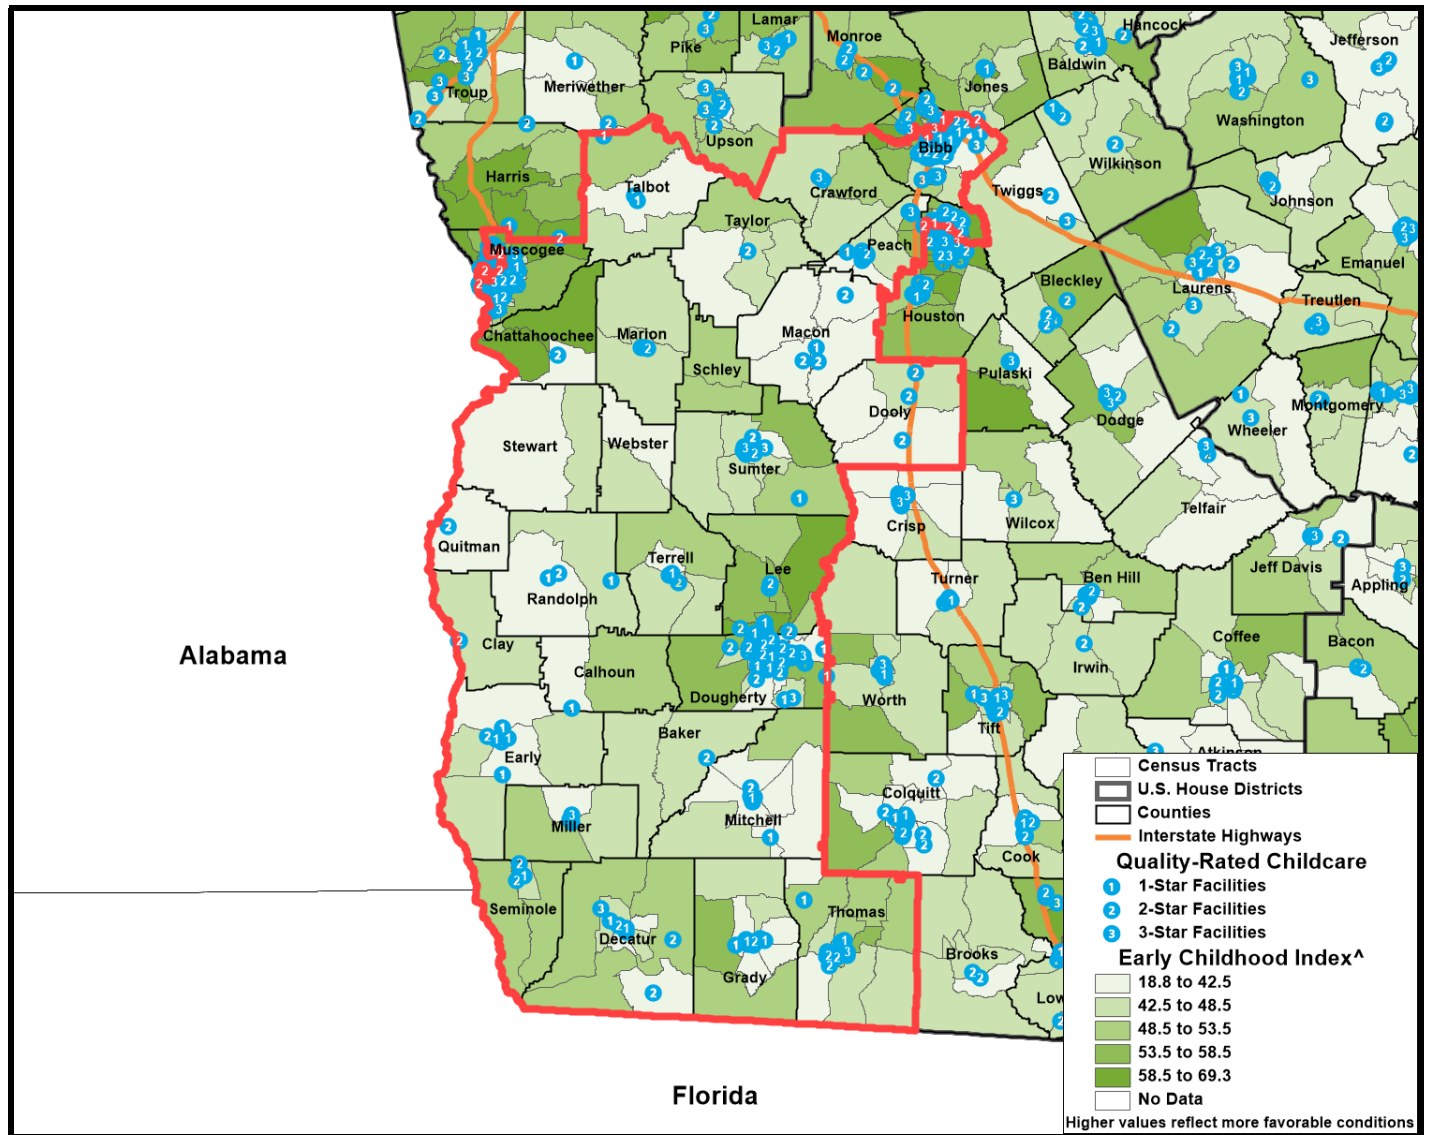 Lamar
Hancock
Pike
Monroe
Jefferson
Baldwin
Meriwether
Jones
Troup
Washington
Upson
Bibb
Wilkinson
Harris
Talbot
Crawford
Twiggs
Johnson
Taylor
Muscogee
Peach
Emanuel
Bleckley
Laurens
Treutlen
Houston
Chattahoochee
Marion
Macon
Schley
Pulaski
Dooly
Montgomery
Dodge
Wheeler
Stewart
Webster
Sumter
Telfair
Crisp
Wilcox
Quitman
Terrell
Lee
Jeff Davis
Turner
Ben Hill
Appling
Randolph
Clay
Coffee
Bacon
Alabama
Calhoun
Irwin
Dougherty
Worth
Tift
Baker
Early
Atkinson
Colquitt
Miller
Mitchell
Cook
Seminole
Thomas
Decatur
Brooks
Grady
Low
Florida
Census Tracts
U.S. House Districts
Counties
Interstate Highways
Quality-Rated Childcare
1 1-Star Facilities
2 2-Star Facilities
3 3-Star Facilities
Early Childhood Index^
18.8 to 42.5
42.5 to 48.5
48.5 to 53.5
53.5 to 58.5
58.5 to 69.3
No Data
Higher values reflect more favorable conditions